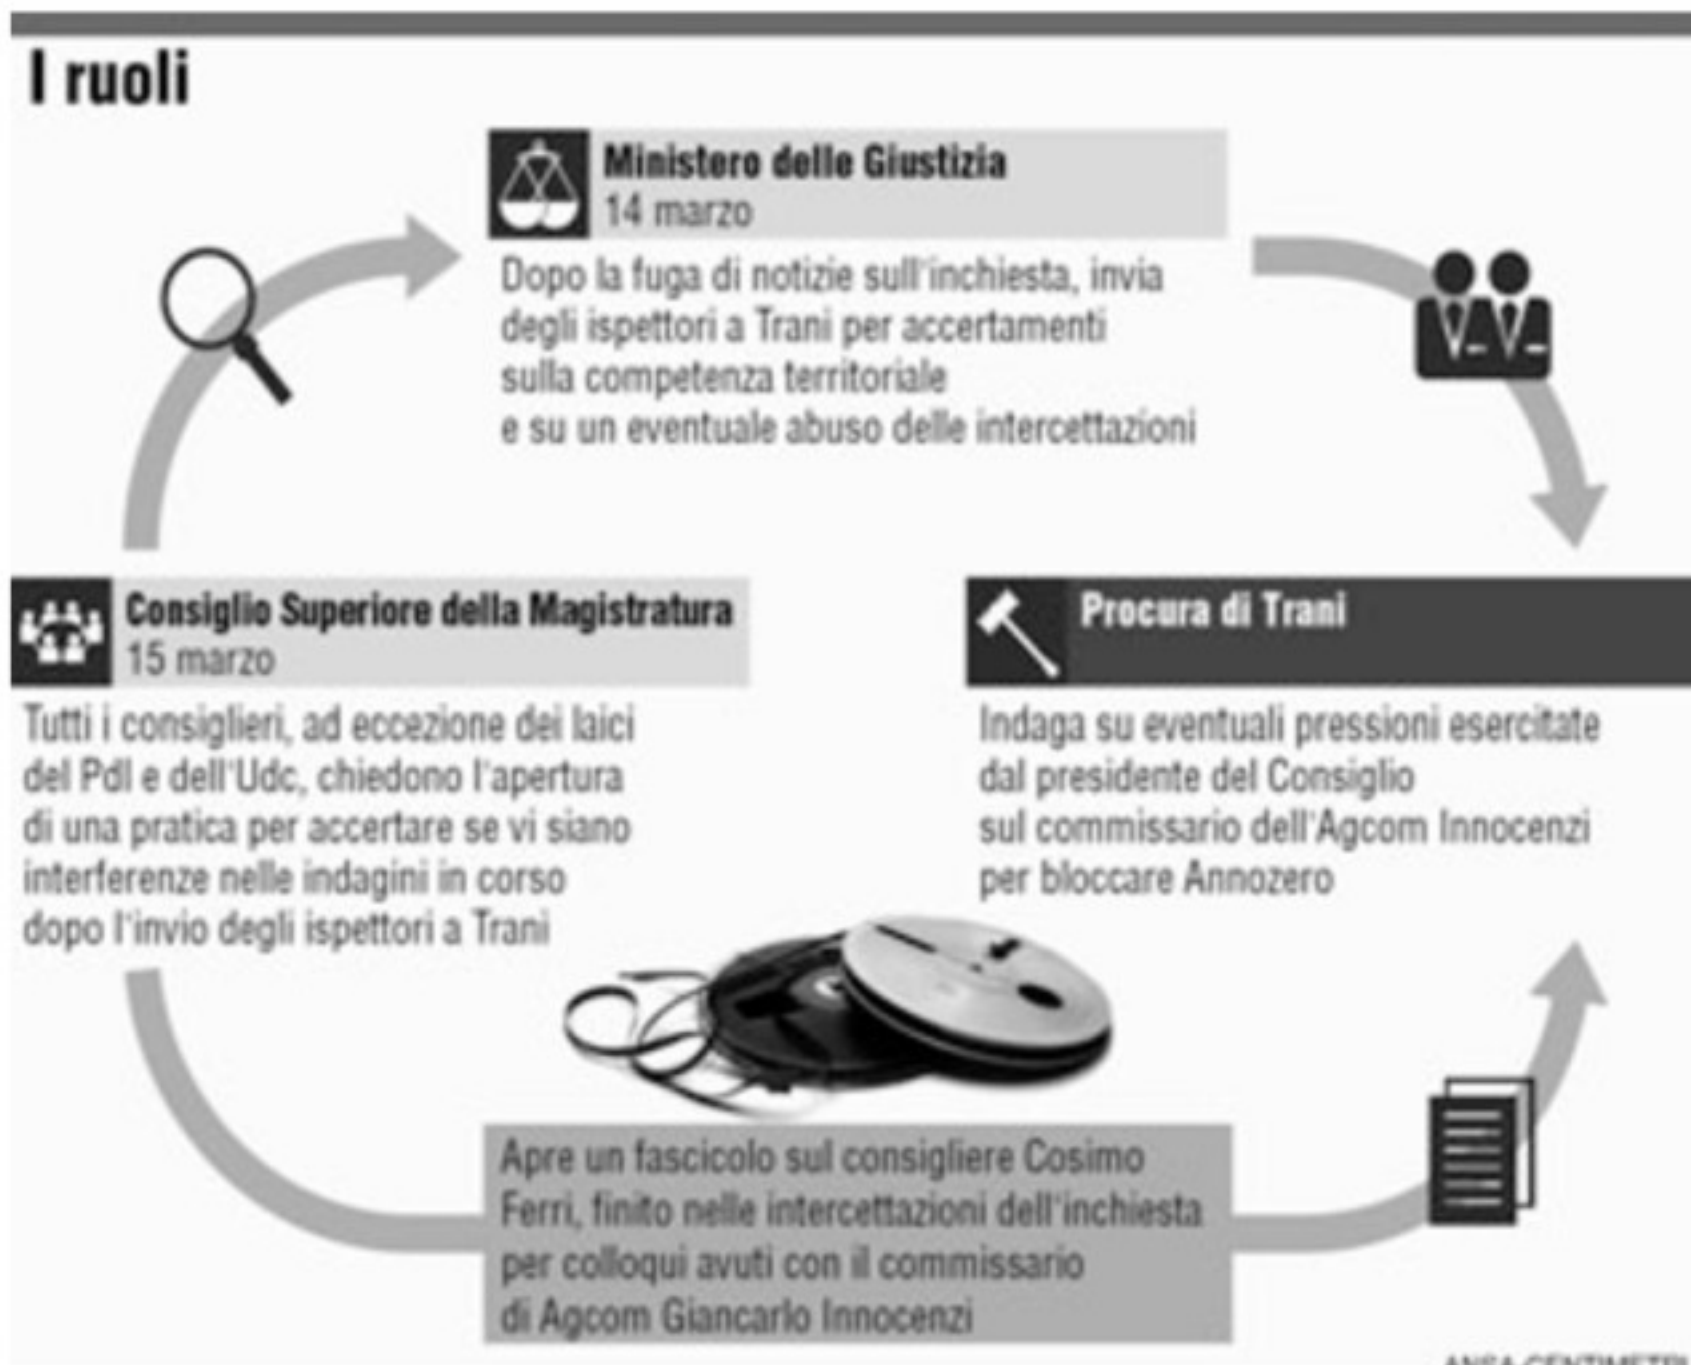 I ruoli
Ministero delle Giustizia
14 marzo
Dopo la fuga di notizie sull'inchiesta, invia
degli ispettori a Trani per accertamenti
sulla competenza territoriale
e su un eventuale abuso delle intercettazioni
Consiglio Superiore della Magistratura
15 marzo
Tutti i consiglieri, ad eccezione dei laici
del Pdl e dell'Udc, chiedono l'apertura
di una pratica per accertare se vi siano
interferenze nelle indagini in corso
dopo l'invio degli ispettori a Trani
Procura di Trani
Indaga su eventuali pressioni esercitate
dal presidente del Consiglio
sul commissario dell'Agcom Innocenzi
per bloccare Annozero
Apre un fascicolo sul consigliere Cosimo
Ferri, finito nelle intercettazioni dell'inchiesta
per colloqui avuti con il commissario
di Agcom Giancarlo Innocenzi
ANSA-CENTIMETRI